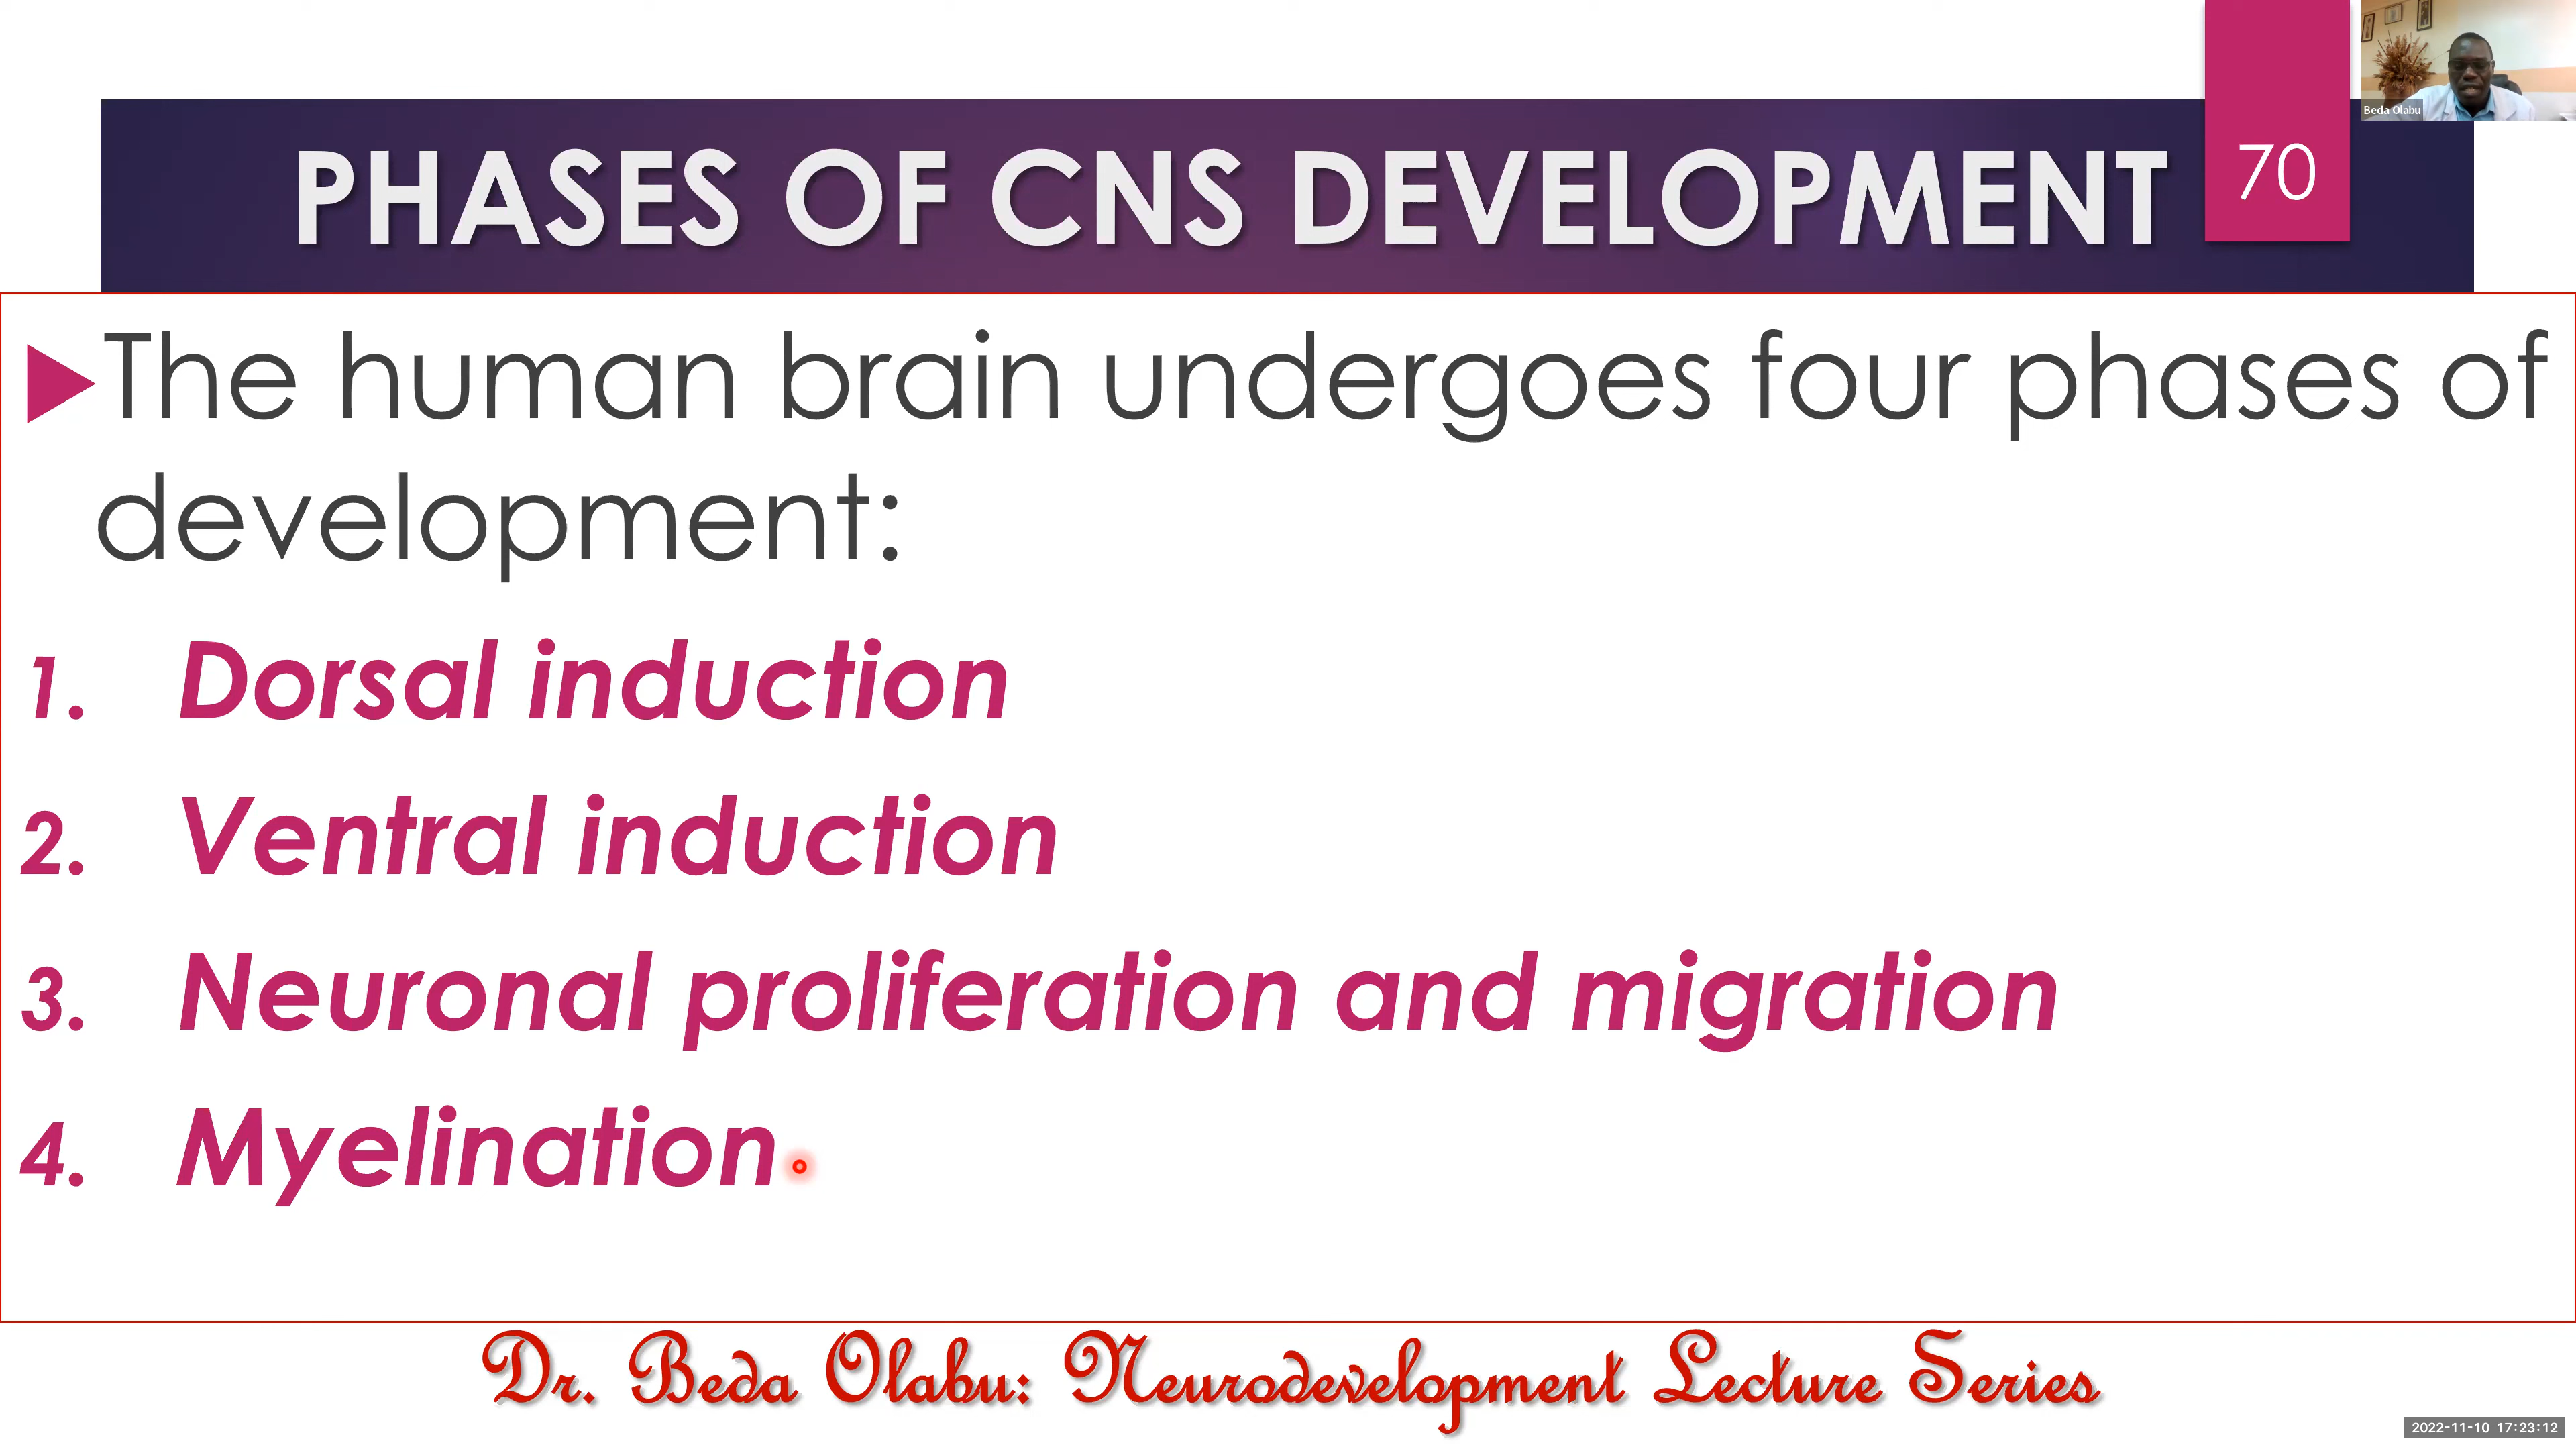 PHASES OF CNS DEVELOPMENT
70
Beda Olabu
The human brain undergoes four phases of
development:
1. Dorsal induction
2. Ventral induction
3. Neuronal proliferation and migration
4. Myelination
Dr. Beda Olabu: Neurodevelopment Lecture Series
2022-11-10 17:23:12